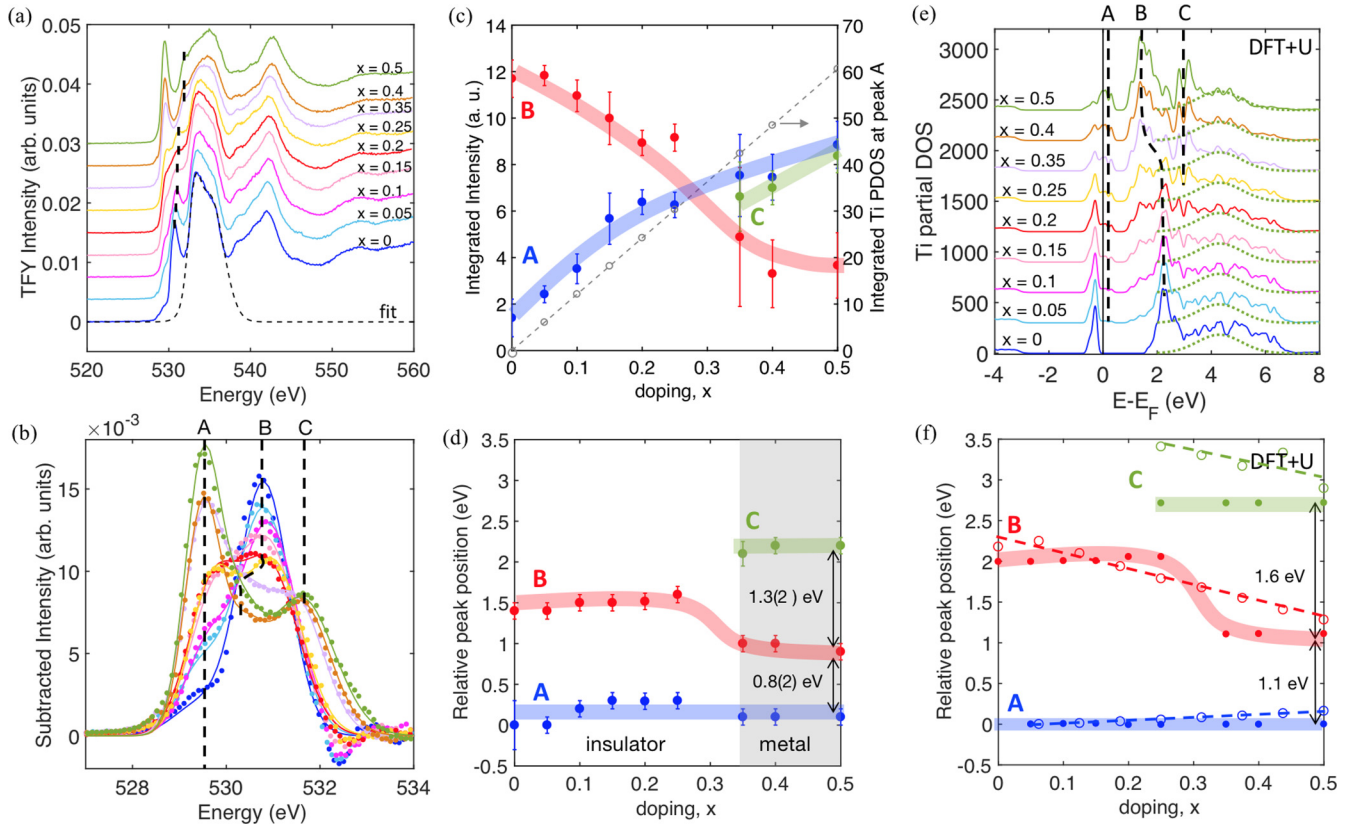 (a)
TFY Intensity (arb. units)
0.05
0.04
0.03
0.02
0.01
0
x = 0.5
x = 0.4
x = 0.35
x = 0.25
x = 0.2
x = 0.15
x = 0.1
x = 0.05
x = 0
fit
520 530 540 550 560
Energy (eV)
(b)
×10⁻³
Subtracted Intensity (arb. units)
15
10
5
0
A B C
528 530 532 534
Energy (eV)
(c)
Integrated Intensity (a. u.)
14
12
10
8
6
4
2
0
B
A
C
70
60
50
40
30
20
10
0
Integrated Ti PDOS at peak A
0 0.1 0.2 0.3 0.4 0.5
doping, x
(d)
Relative peak position (eV)
3.5
3
2.5
2
1.5
1
0.5
0
-0.5
C
B
A
1.3(2 ) eV
0.8(2) eV
insulator metal
0 0.1 0.2 0.3 0.4 0.5
doping, x
(e)
A B C
DFT+U
Ti partial DOS
3000
2500
2000
1500
1000
500
0
x = 0.5
x = 0.4
x = 0.35
x = 0.25
x = 0.2
x = 0.15
x = 0.1
x = 0.05
x = 0
-4 -2 0 2 4 6 8
E-E_F (eV)
(f)
DFT+U
Relative peak position (eV)
3.5
3
2.5
2
1.5
1
0.5
0
-0.5
C
B
A
1.6 eV
1.1 eV
0 0.1 0.2 0.3 0.4 0.5
doping, x